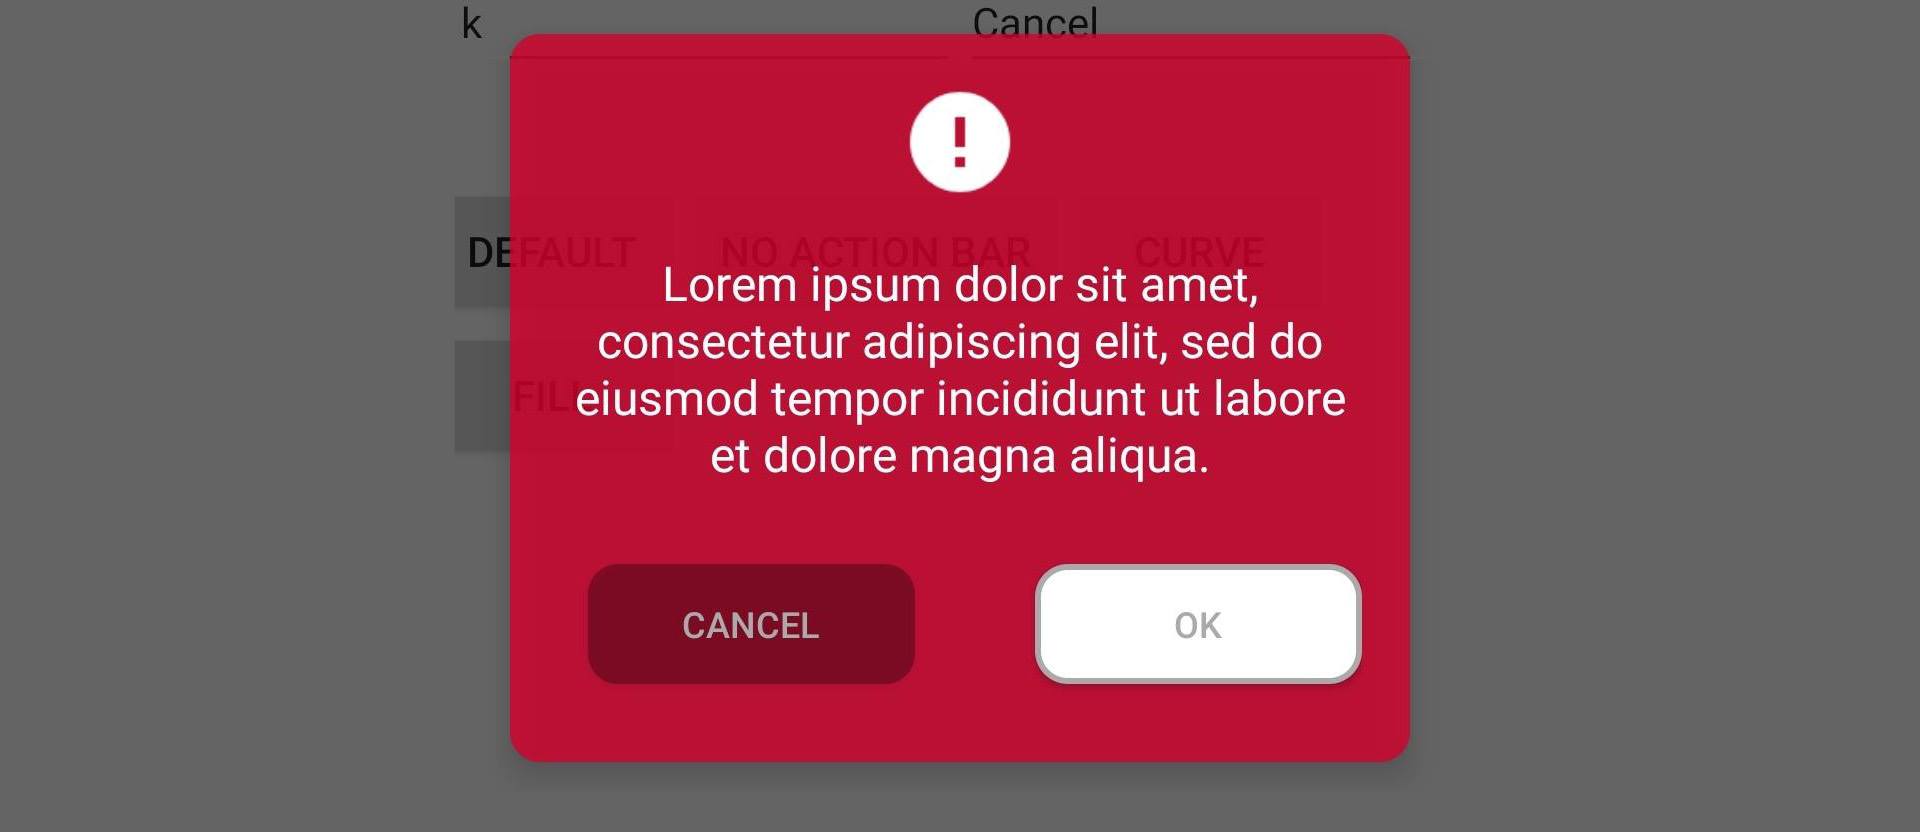 k
Cancel
!
DEFAULT
NO ACTION BAR
CURVE
Lorem ipsum dolor sit amet,
consectetur adipiscing elit, sed do
eiusmod tempor incididunt ut labore
et dolore magna aliqua.
CANCEL
OK